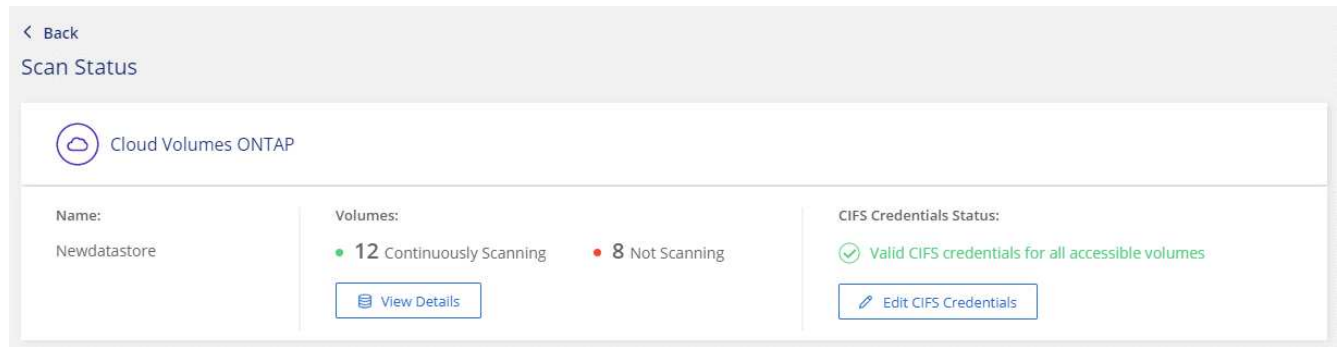 Back
Scan Status
Cloud Volumes ONTAP
Name:
Newdatastore
Volumes:
12 Continuously Scanning
8 Not Scanning
View Details
CIFS Credentials Status:
Valid CIFS credentials for all accessible volumes
Edit CIFS Credentials